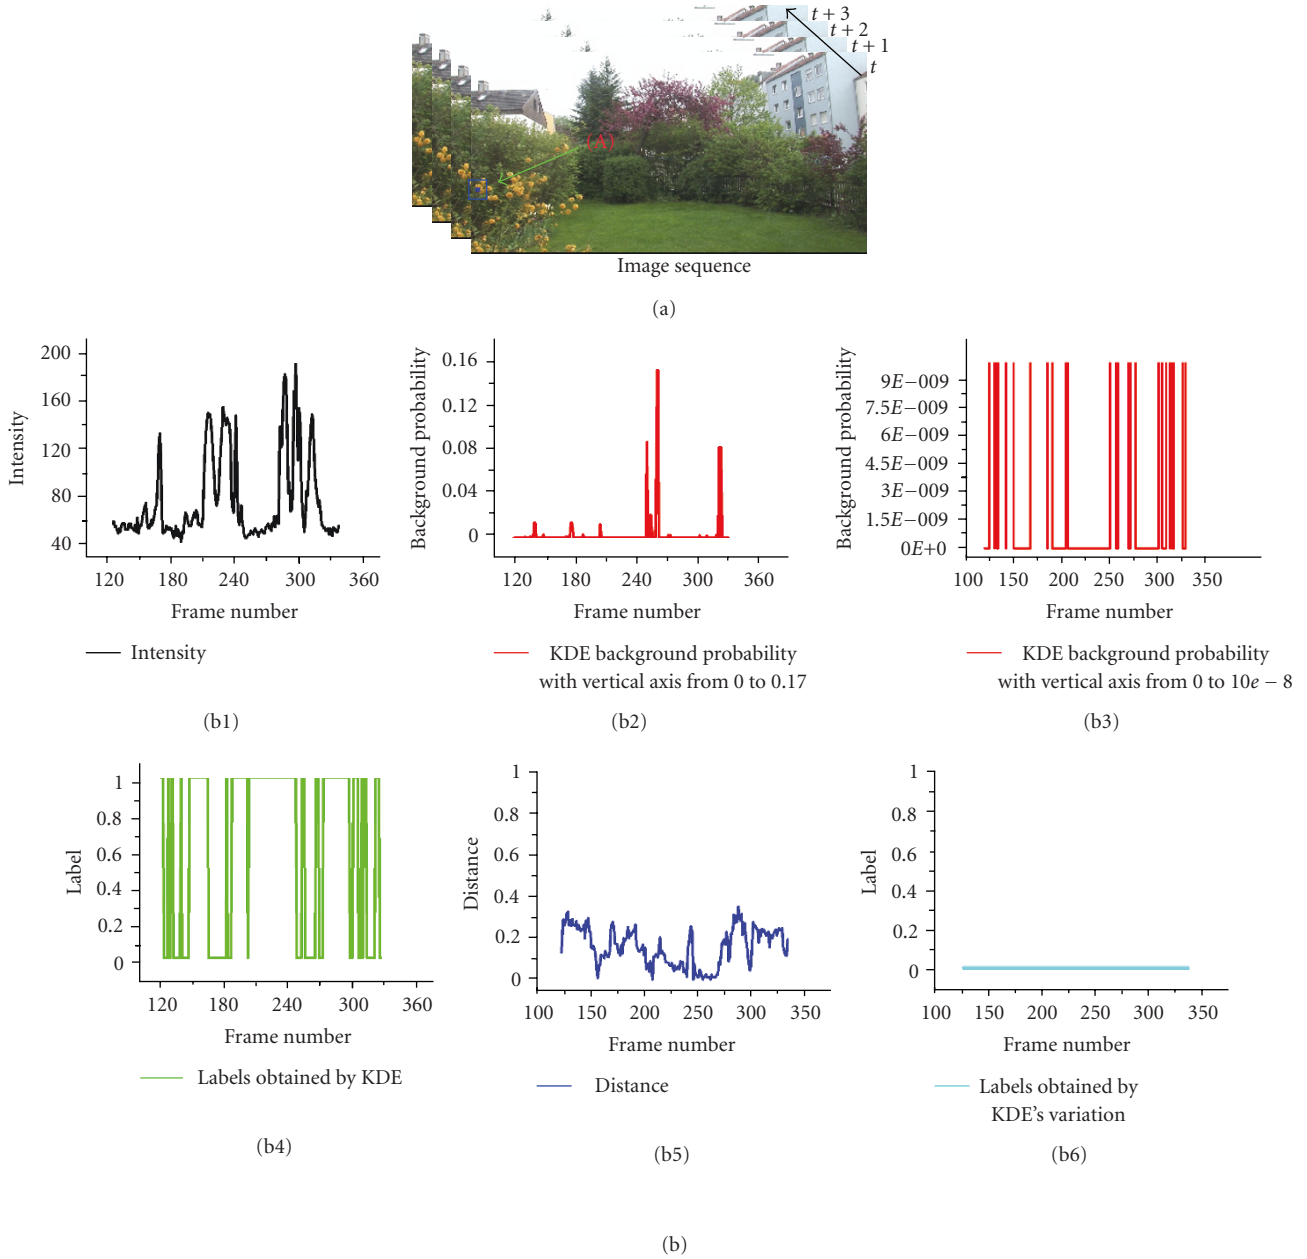 t + 3
t + 2
t + 1
t
(A)
Image sequence
(a)
200
160
120
80
40
Intensity
120 180 240 300 360
Frame number
Intensity
(b1)
0.16
0.12
0.08
0.04
0
Background probability
120 180 240 300 360
Frame number
KDE background probability
with vertical axis from 0 to 0.17
(b2)
9E−009
7.5E−009
6E−009
4.5E−009
3E−009
1.5E−009
0E+0
Background probability
100 150 200 250 300 350
Frame number
KDE background probability
with vertical axis from 0 to 10e − 8
(b3)
1
0.8
0.6
0.4
0.2
0
Label
120 180 240 300 360
Frame number
Labels obtained by KDE
(b4)
1
0.8
0.6
0.4
0.2
0
Distance
100 150 200 250 300 350
Frame number
Distance
(b5)
1
0.8
0.6
0.4
0.2
0
Label
100 150 200 250 300 350
Frame number
Labels obtained by
KDE’s variation
(b6)
(b)